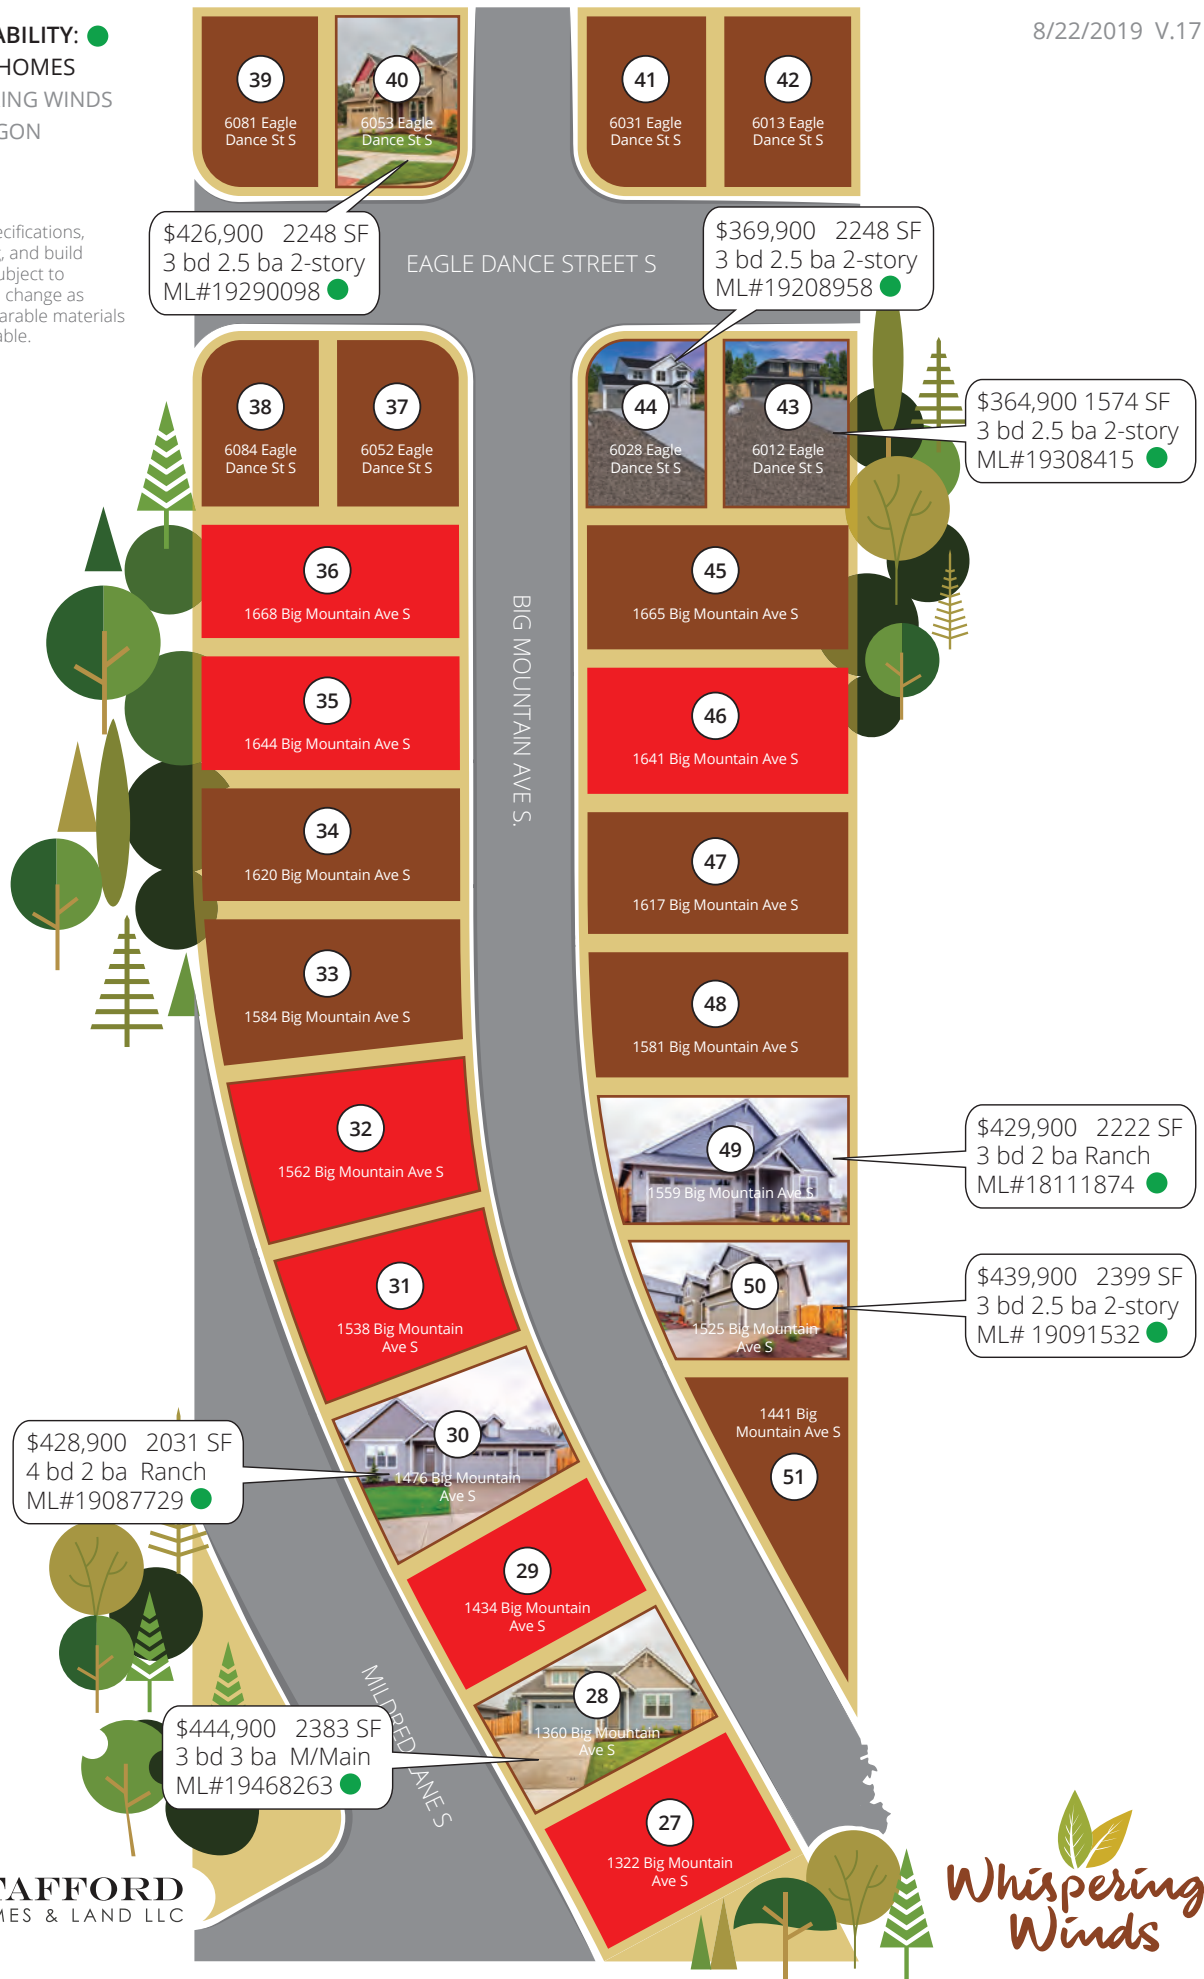 ABILITY:
HOMES
ING WINDS
GON
8/22/2019 V.17
ecifications,
, and build
ubject to
change as
arable materials
able.
39
6081 Eagle
Dance St S
40
6053 Eagle
Dance St S
41
6031 Eagle
Dance St S
42
6013 Eagle
Dance St S
$426,900 2248 SF
3 bd 2.5 ba 2-story
ML#19290098
EAGLE DANCE STREET S
$369,900 2248 SF
3 bd 2.5 ba 2-story
ML#19208958
38
6084 Eagle
Dance St S
37
6052 Eagle
Dance St S
44
6028 Eagle
Dance St S
43
6012 Eagle
Dance St S
$364,900 1574 SF
3 bd 2.5 ba 2-story
ML#19308415
36
1668 Big Mountain Ave S
45
1665 Big Mountain Ave S
BIG MOUNTAIN AVE S.
35
1644 Big Mountain Ave S
46
1641 Big Mountain Ave S
34
1620 Big Mountain Ave S
47
1617 Big Mountain Ave S
33
1584 Big Mountain Ave S
48
1581 Big Mountain Ave S
32
1562 Big Mountain Ave S
49
1559 Big Mountain Ave S
$429,900 2222 SF
3 bd 2 ba Ranch
ML#18111874
31
1538 Big Mountain
Ave S
50
1525 Big Mountain
Ave S
$439,900 2399 SF
3 bd 2.5 ba 2-story
ML# 19091532
30
1476 Big Mountain
Ave S
$428,900 2031 SF
4 bd 2 ba Ranch
ML#19087729
1441 Big
Mountain Ave S
51
29
1434 Big Mountain
Ave S
28
1360 Big Mountain
Ave S
MILDRED LANE S
$444,900 2383 SF
3 bd 3 ba M/Main
ML#19468263
27
1322 Big Mountain
Ave S
TAFFORD
MES & LAND LLC
Whispering
Winds